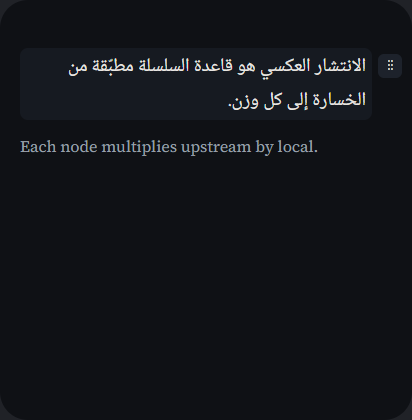 الانتشار العكسي هو قاعدة السلسلة مطبّقة من
الخسارة إلى كل وزن.
Each node multiplies upstream by local.